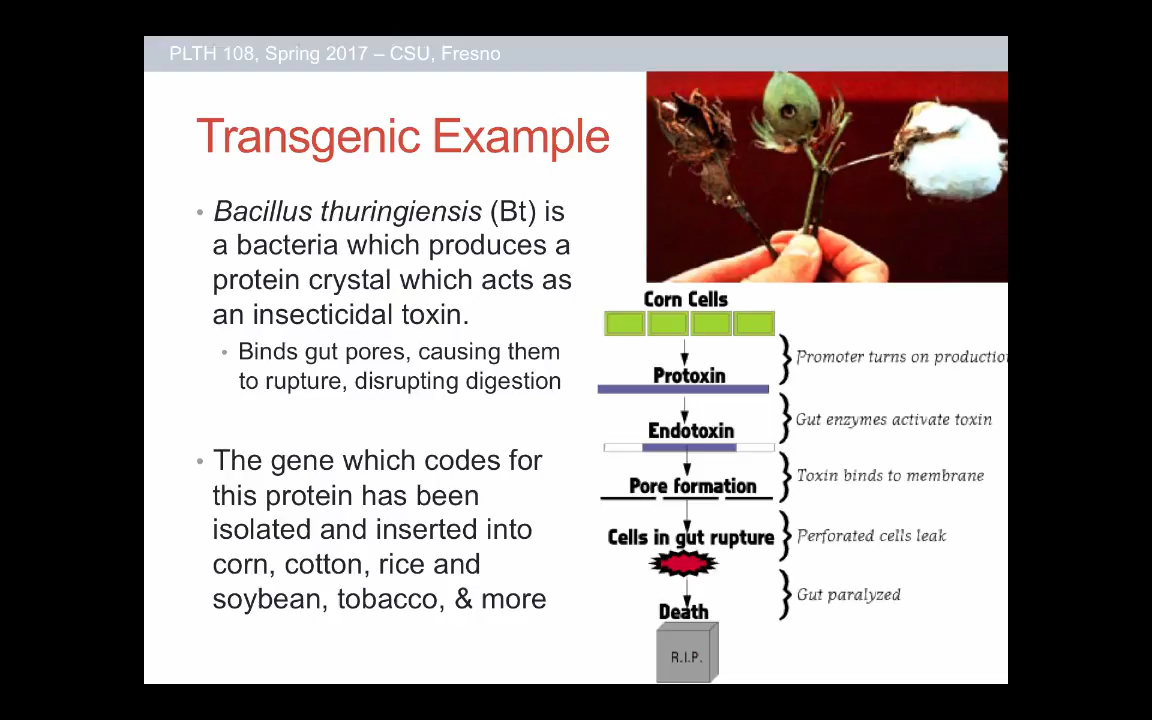 PLTH 108, Spring 2017 – CSU, Fresno
Transgenic Example
• Bacillus thuringiensis (Bt) is
a bacteria which produces a
protein crystal which acts as
an insecticidal toxin.
• Binds gut pores, causing them
to rupture, disrupting digestion
• The gene which codes for
this protein has been
isolated and inserted into
corn, cotton, rice and
soybean, tobacco, & more
Corn Cells
Promoter turns on
Protoxin
Gut enzymes activate toxin
Endotoxin
Toxin binds to membrane
Pore formation
Perforated cells leak
Cells in gut rupture
Gut paralyzed
Death
R.I.P.